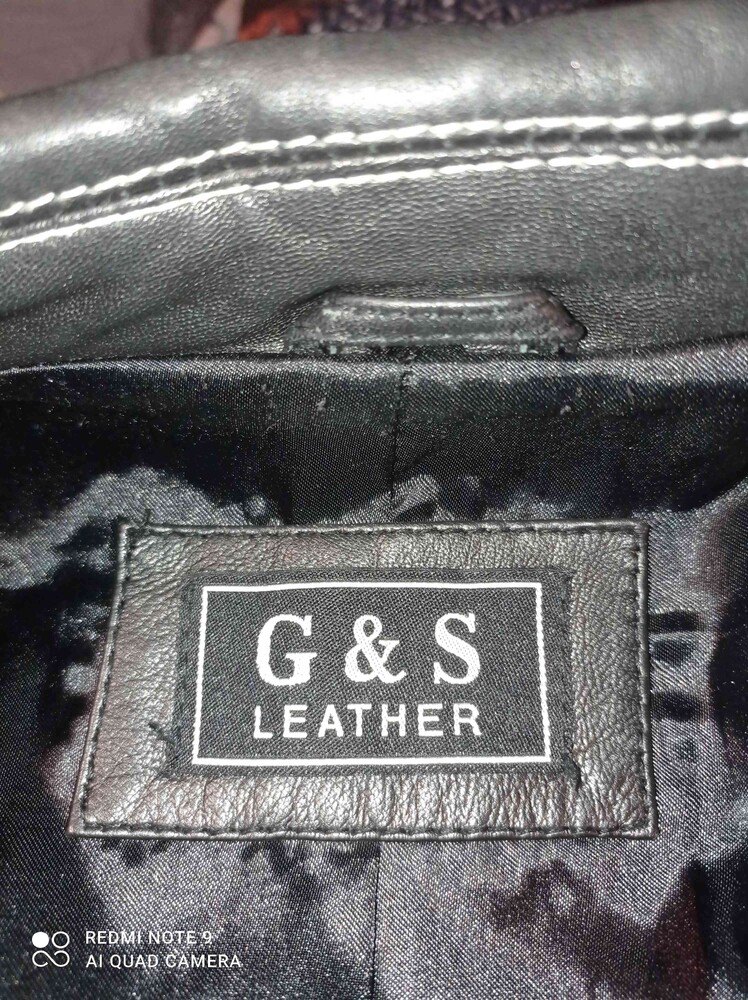 G & S
LEATHER
REDMI NOTE 9
AI QUAD CAMERA